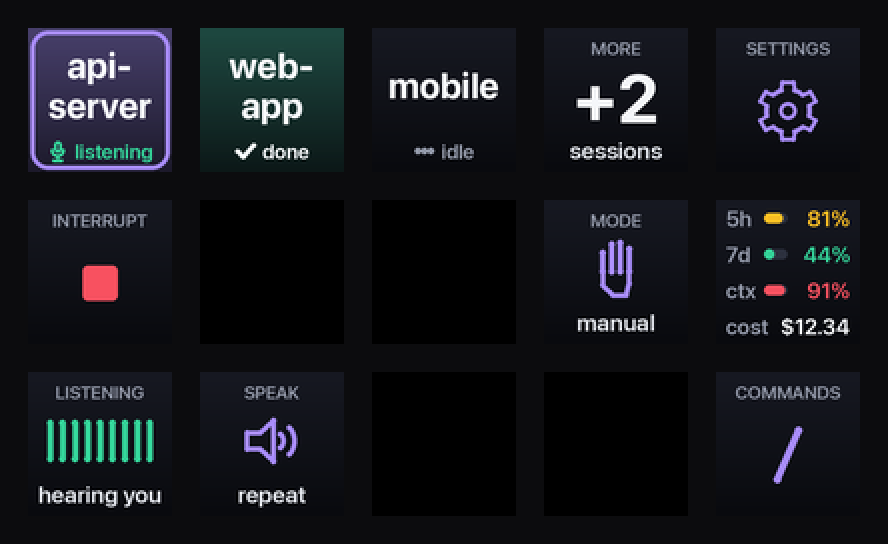 api-
server
listening
web-
app
done
mobile
idle
MORE
+2
sessions
SETTINGS
INTERRUPT
MODE
manual
5h 81%
7d 44%
ctx 91%
cost $12.34
LISTENING
hearing you
SPEAK
repeat
COMMANDS
/